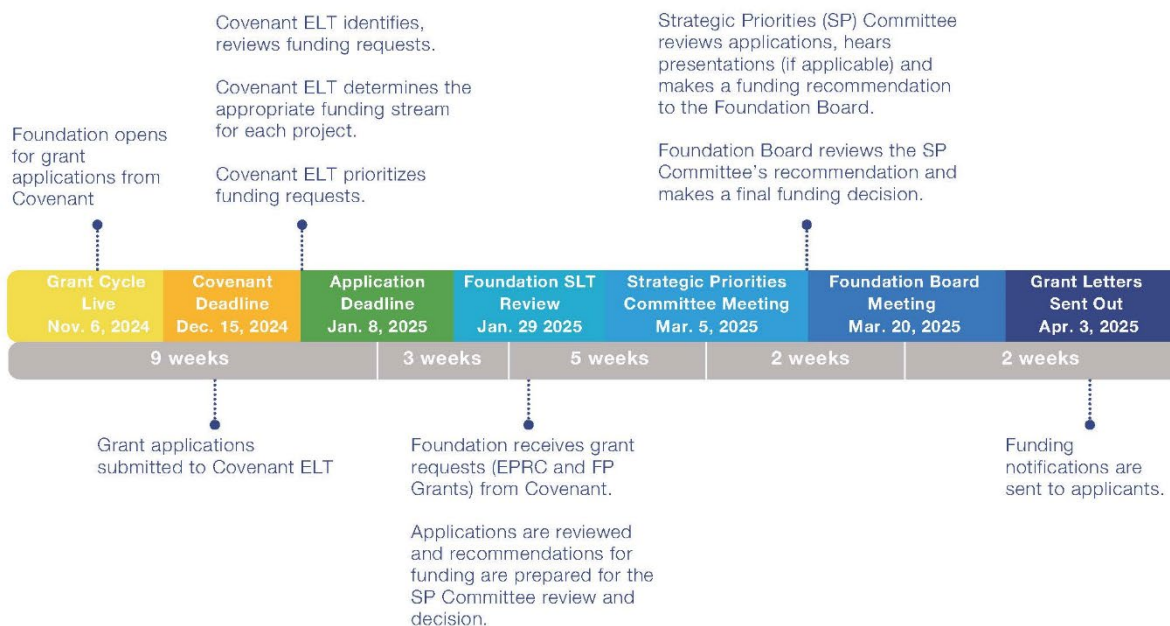 Foundation opens
for grant
applications from
Covenant
Covenant ELT identifies,
reviews funding requests.
Covenant ELT determines the
appropriate funding stream
for each project.
Covenant ELT prioritizes
funding requests.
Strategic Priorities (SP) Committee
reviews applications, hears
presentations (if applicable) and
makes a funding recommendation
to the Foundation Board.
Foundation Board reviews the SP
Committee's recommendation and
makes a final funding decision.
Grant Cycle
Live
Nov. 6, 2024
Covenant
Deadline
Dec. 15, 2024
Application
Deadline
Jan. 8, 2025
Foundation SLT
Review
Jan. 29 2025
Strategic Priorities
Committee Meeting
Mar. 5, 2025
Foundation Board
Meeting
Mar. 20, 2025
Grant Letters
Sent Out
Apr. 3, 2025
9 weeks
3 weeks
5 weeks
2 weeks
2 weeks
Grant applications
submitted to Covenant ELT
Foundation receives grant
requests (EPRC and FP
Grants) from Covenant.
Applications are reviewed
and recommendations for
funding are prepared for the
SP Committee review and
decision.
Funding
notifications are
sent to applicants.